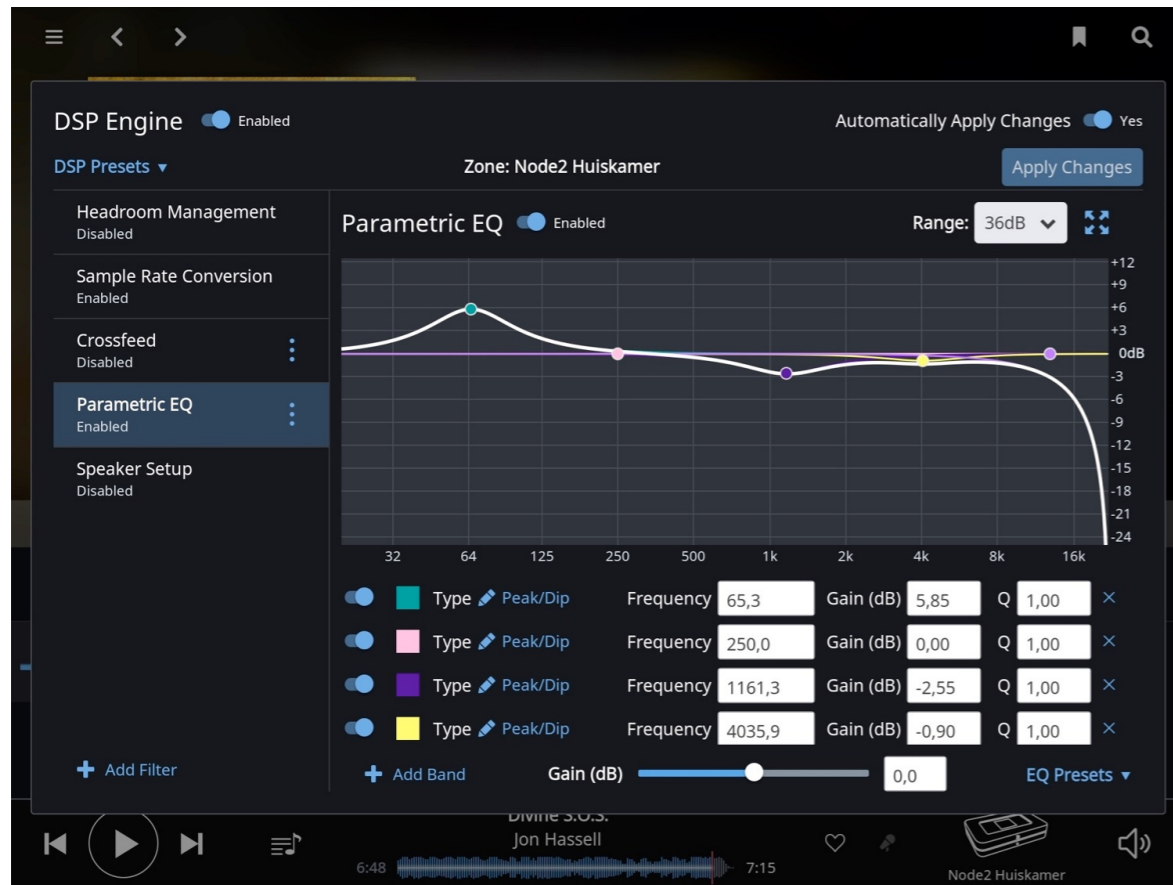 DSP Engine Enabled
Automatically Apply Changes Yes
DSP Presets
Zone: Node2 Huiskamer
Apply Changes
Headroom Management
Disabled
Sample Rate Conversion
Enabled
Crossfeed
Disabled
Parametric EQ
Enabled
Speaker Setup
Disabled
Add Filter
Parametric EQ Enabled
Range: 36dB
+12
+9
+6
+3
0dB
-3
-6
-9
-12
-15
-18
-21
-24
32 64 125 250 500 1k 2k 4k 8k 16k
Type Peak/Dip Frequency 65,3 Gain (dB) 5,85 Q 1,00
Type Peak/Dip Frequency 250,0 Gain (dB) 0,00 Q 1,00
Type Peak/Dip Frequency 1161,3 Gain (dB) -2,55 Q 1,00
Type Peak/Dip Frequency 4035,9 Gain (dB) -0,90 Q 1,00
Add Band Gain (dB) 0,0 EQ Presets
Divine S.O.S.
Jon Hassell
6:48 7:15
Node2 Huiskamer